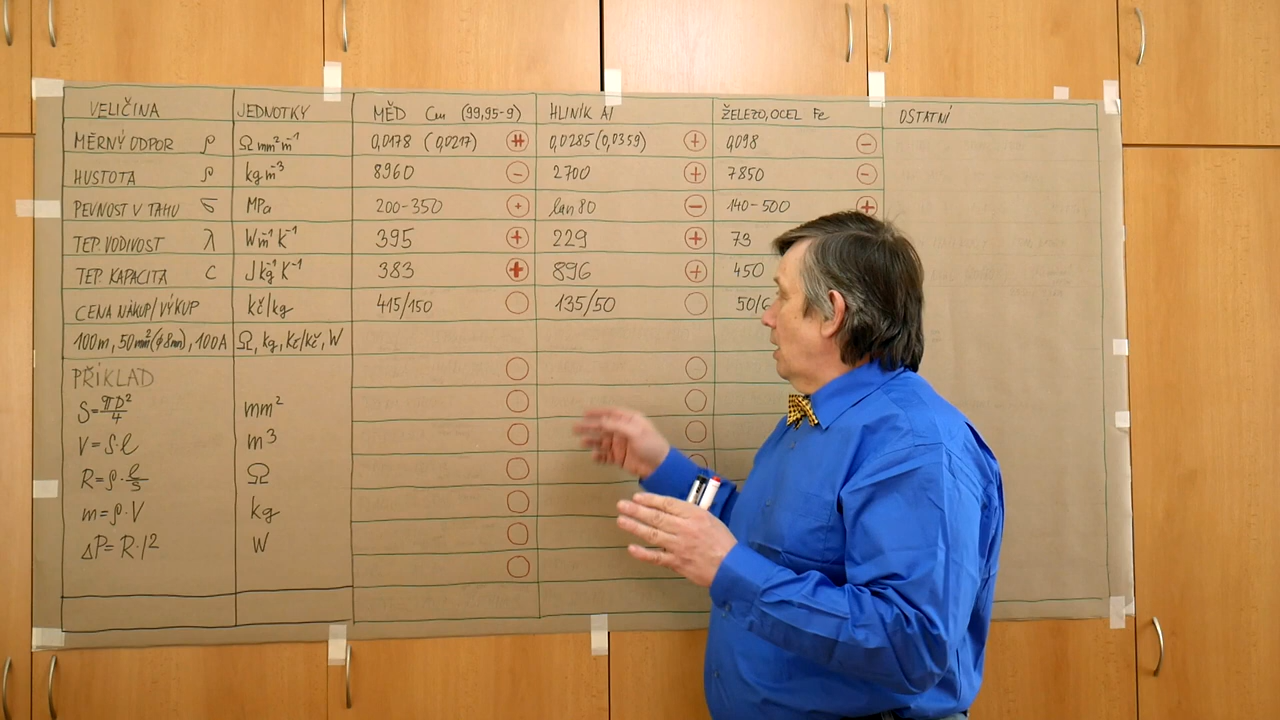 VELIČINA JEDNOTKY MĚD Cu (99,95-9) HLINÍK Al ŽELEZO, OCEL Fe OSTATNÍ
MĚRNÝ ODPOR ρ Ω mm² m⁻¹ 0,0178 (0,0217) ++ 0,0285 (0,0359) + 0,098 −
HUSTOTA ρ kg m⁻³ 8960 − 2700 + 7850 −
PEVNOST V TAHU σ MPa 200-350 + lan 80 − 140-500 +
TEP. VODIVOST λ W m⁻¹ K⁻¹ 395 + 229 + 73
TEP. KAPACITA C J kg⁻¹ K⁻¹ 383 + 896 + 450
CENA NÁKUP/VÝKUP kč/kg 415/150 135/50 50/6
100m, 50mm² (φ8mm), 100A Ω, kg, Kč/Kč, W
PŘÍKLAD
S=πD²/4 mm²
V=S·l m³
R=ρ·l/S Ω
m=ρ·V kg
ΔP=R·I² W